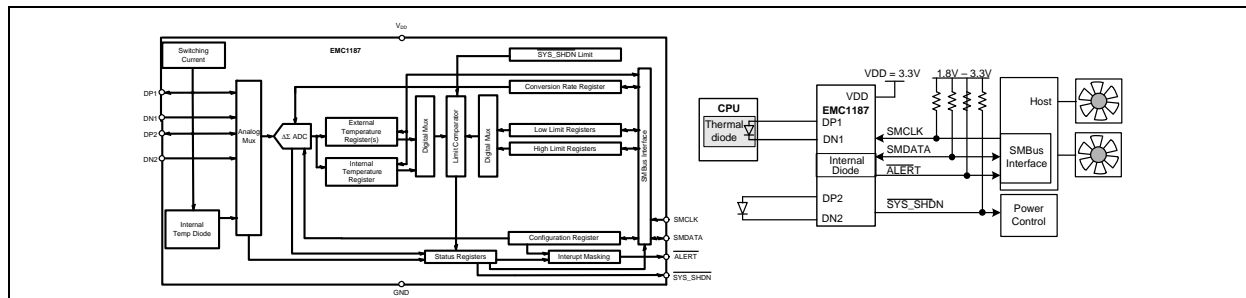 VDD
EMC1187
Switching
Current
SYS_SHDN Limit
Conversion Rate Register
DP1
DN1
DP2
DN2
Analog
Mux
ΔΣ ADC
External
Temperature
Register(s)
Internal
Temperature
Register
Digital Mux
Limit Comparator
Digital Mux
Low Limit Registers
High Limit Registers
SMBus Interface
Internal
Temp Diode
Configuration Register
Status Registers
Interupt Masking
SMCLK
SMDATA
ALERT
SYS_SHDN
GND
VDD = 3.3V
1.8V – 3.3V
CPU
Thermal
diode
VDD
EMC1187
DP1
DN1
Internal
Diode
DP2
DN2
SMCLK
SMDATA
ALERT
SYS_SHDN
Host
SMBus
Interface
Power
Control